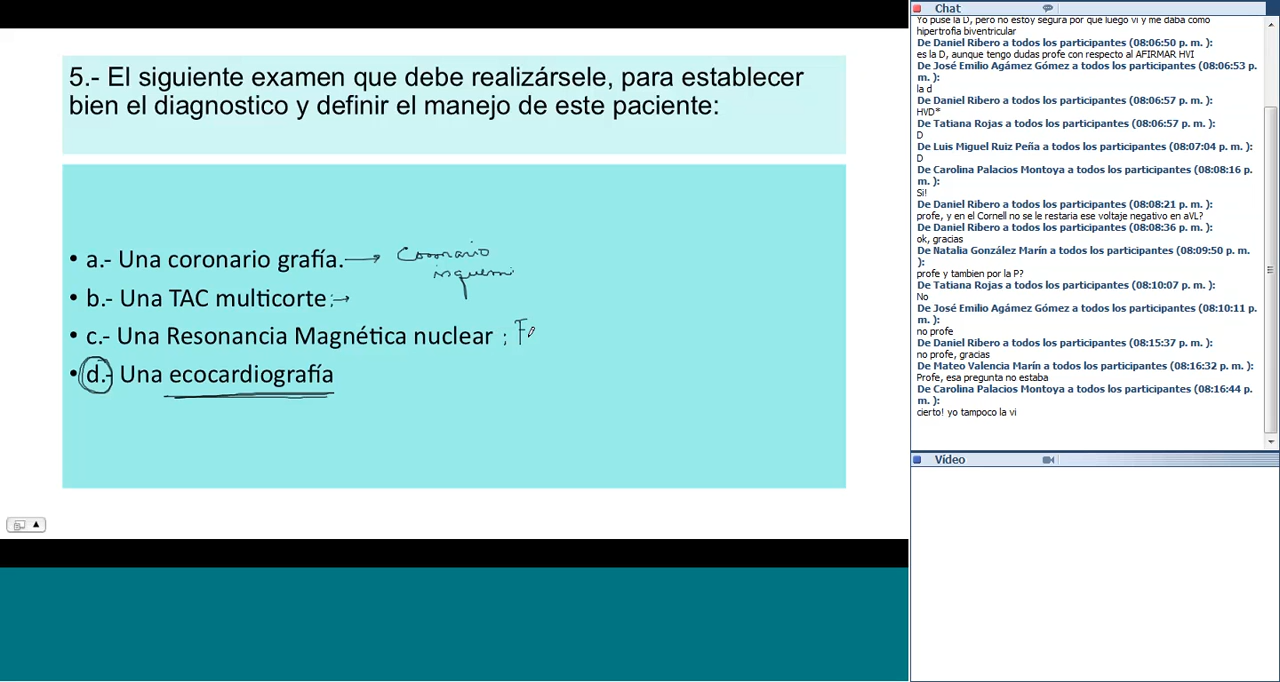 5.- El siguiente examen que debe realizársele, para establecer
bien el diagnostico y definir el manejo de este paciente:
• a.- Una coronario grafía. → Coronario
isquemi
• b.- Una TAC multicorte : →
• c.- Una Resonancia Magnética nuclear ;
• d.- Una ecocardiografía
Chat
Yo puse la D, pero no estoy segura por que luego vi y me daba como
hipertrofia biventricular
De Daniel Ribero a todos los participantes (08:06:50 p. m. ):
es la D, aunque tengo dudas profe con respecto al AFIRMAR HVI
De José Emilio Agámez Gómez a todos los participantes (08:06:53 p.
m. ):
la d
De Daniel Ribero a todos los participantes (08:06:57 p. m. ):
HVD*
De Tatiana Rojas a todos los participantes (08:06:57 p. m. ):
D
De Luis Miguel Ruiz Peña a todos los participantes (08:07:04 p. m. ):
D
De Carolina Palacios Montoya a todos los participantes (08:08:16 p.
m. ):
Si!
De Daniel Ribero a todos los participantes (08:08:21 p. m. ):
profe, y en el Cornell no se le restaria ese voltaje negativo en aVL?
De Daniel Ribero a todos los participantes (08:08:36 p. m. ):
ok, gracias
De Natalia González Marín a todos los participantes (08:09:50 p. m.
):
profe y tambien por la P?
De Tatiana Rojas a todos los participantes (08:10:07 p. m. ):
No
De José Emilio Agámez Gómez a todos los participantes (08:10:11 p.
m. ):
no profe
De Daniel Ribero a todos los participantes (08:15:37 p. m. ):
no profe, gracias
De Mateo Valencia Marín a todos los participantes (08:16:32 p. m. ):
Profe, esa pregunta no estaba
De Carolina Palacios Montoya a todos los participantes (08:16:44 p.
m. ):
cierto! yo tampoco la vi
Vídeo